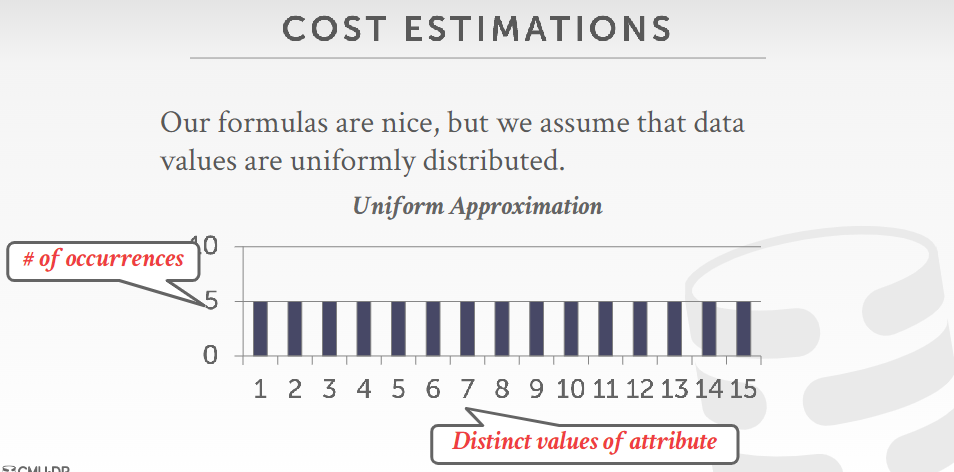 COST ESTIMATIONS
Our formulas are nice, but we assume that data
values are uniformly distributed.
Uniform Approximation
10
# of occurrences
5
0
1 2 3 4 5 6 7 8 9 10 11 12 13 14 15
Distinct values of attribute